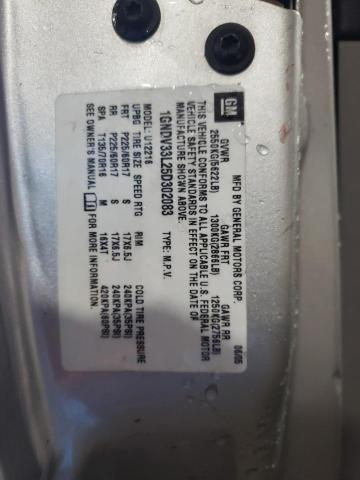 GM
MFD BY GENERAL MOTORS CORP. 06/05
GVWR GAWR FRT GAWR RR
2550KG(5622LB) 1300KG(2866LB) 1250KG(2756LB)
THIS VEHICLE CONFORMS TO ALL APPLICABLE U.S. FEDERAL MOTOR
VEHICLE SAFETY STANDARDS IN EFFECT ON THE DATE OF
MANUFACTURE SHOWN ABOVE.
1GNDV33L25D302083 TYPE: M.P.V.
MODEL: U12216
UPBG TIRE SIZE SPEED RTG RIM COLD TIRE PRESSURE
FRT P225/60R17 S 17X6.5J 240KPA(35PSI)
RR P225/60R17 S 17X6.5J 240KPA(35PSI)
SPA T135/70R16 M 16X4T 420KPA(60PSI)
SEE OWNER'S MANUAL FOR MORE INFORMATION.